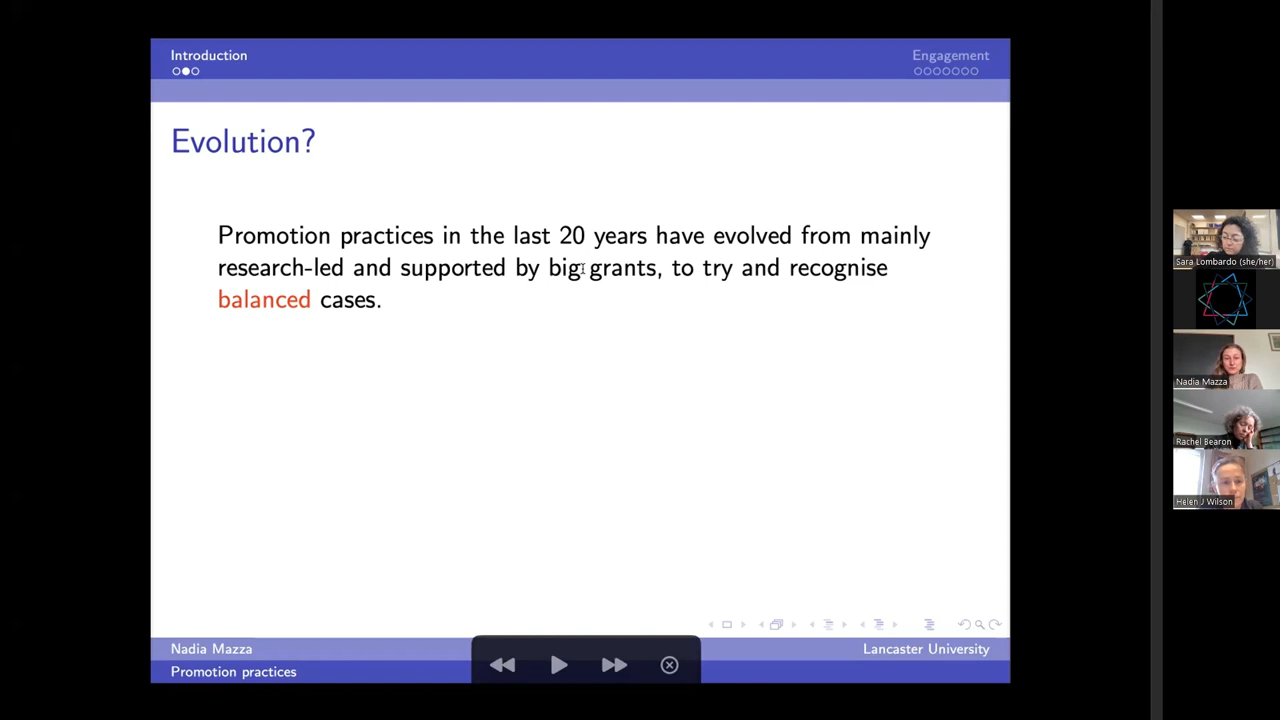 Introduction
Engagement
Evolution?
Promotion practices in the last 20 years have evolved from mainly
research-led and supported by big grants, to try and recognise
balanced cases.
Nadia Mazza
Lancaster University
Promotion practices
Sara Lombardo (she/her)
Nadia Mazza
Rachel Bearon
Helen J Wilson